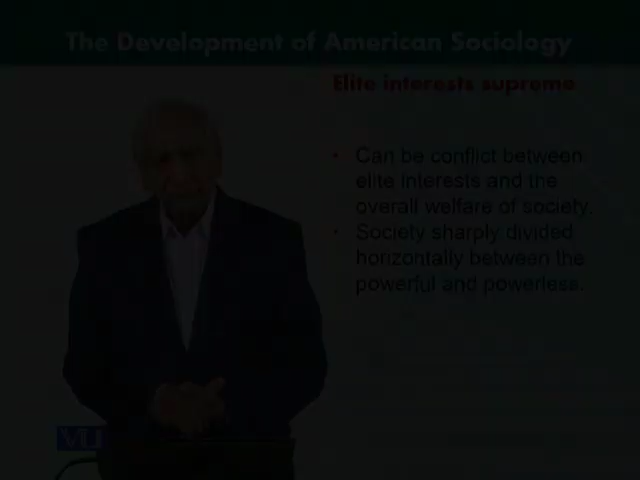 The Development of American Sociology
Elite interests supreme
• Can be conflict between
elite interests and the
overall welfare of society.
• Society sharply divided
horizontally between the
powerful and powerless.
VU